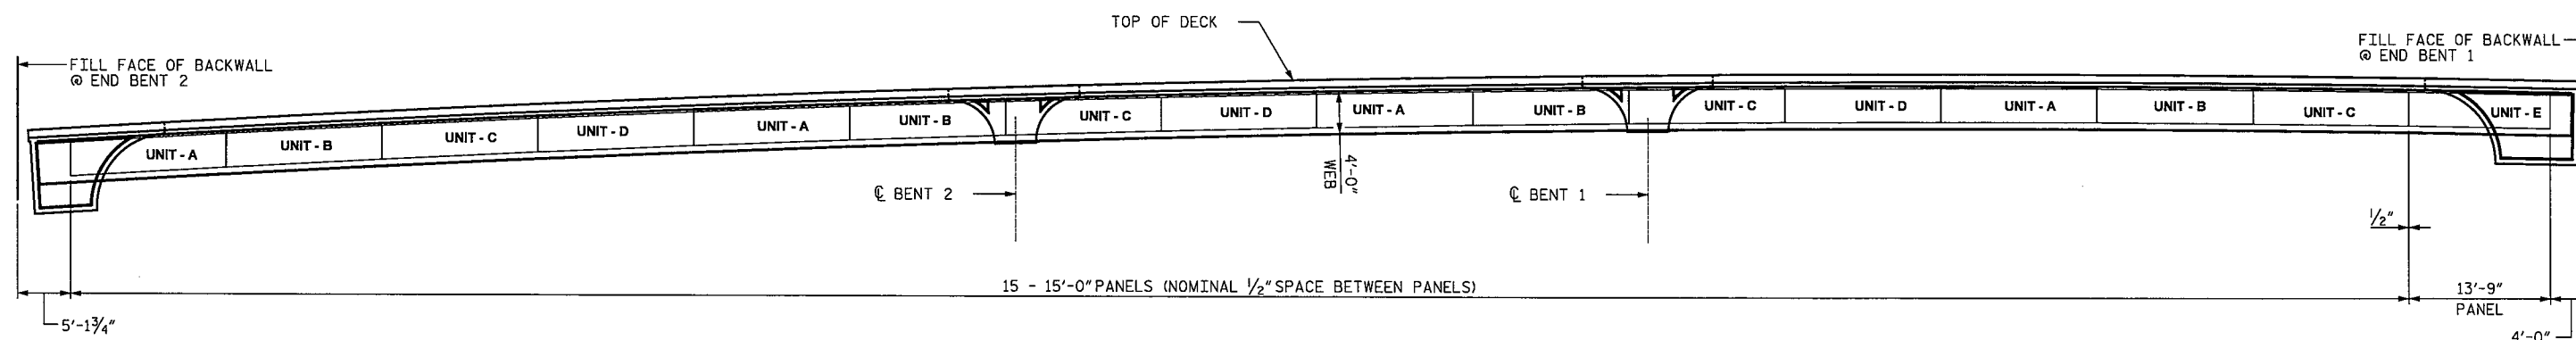 TOP OF DECK
FILL FACE OF BACKWALL
@ END BENT 2
FILL FACE OF BACKWALL
@ END BENT 1
UNIT - A
UNIT - B
UNIT - C
UNIT - D
UNIT - A
UNIT - B
UNIT - C
UNIT - D
UNIT - A
UNIT - B
UNIT - C
UNIT - D
UNIT - A
UNIT - B
UNIT - C
UNIT - E
4'-0"
WEB
℄ BENT 2
℄ BENT 1
1/2"
15 - 15'-0" PANELS (NOMINAL 1/2" SPACE BETWEEN PANELS)
13'-9"
PANEL
5'-1 3/4"
4'-0"